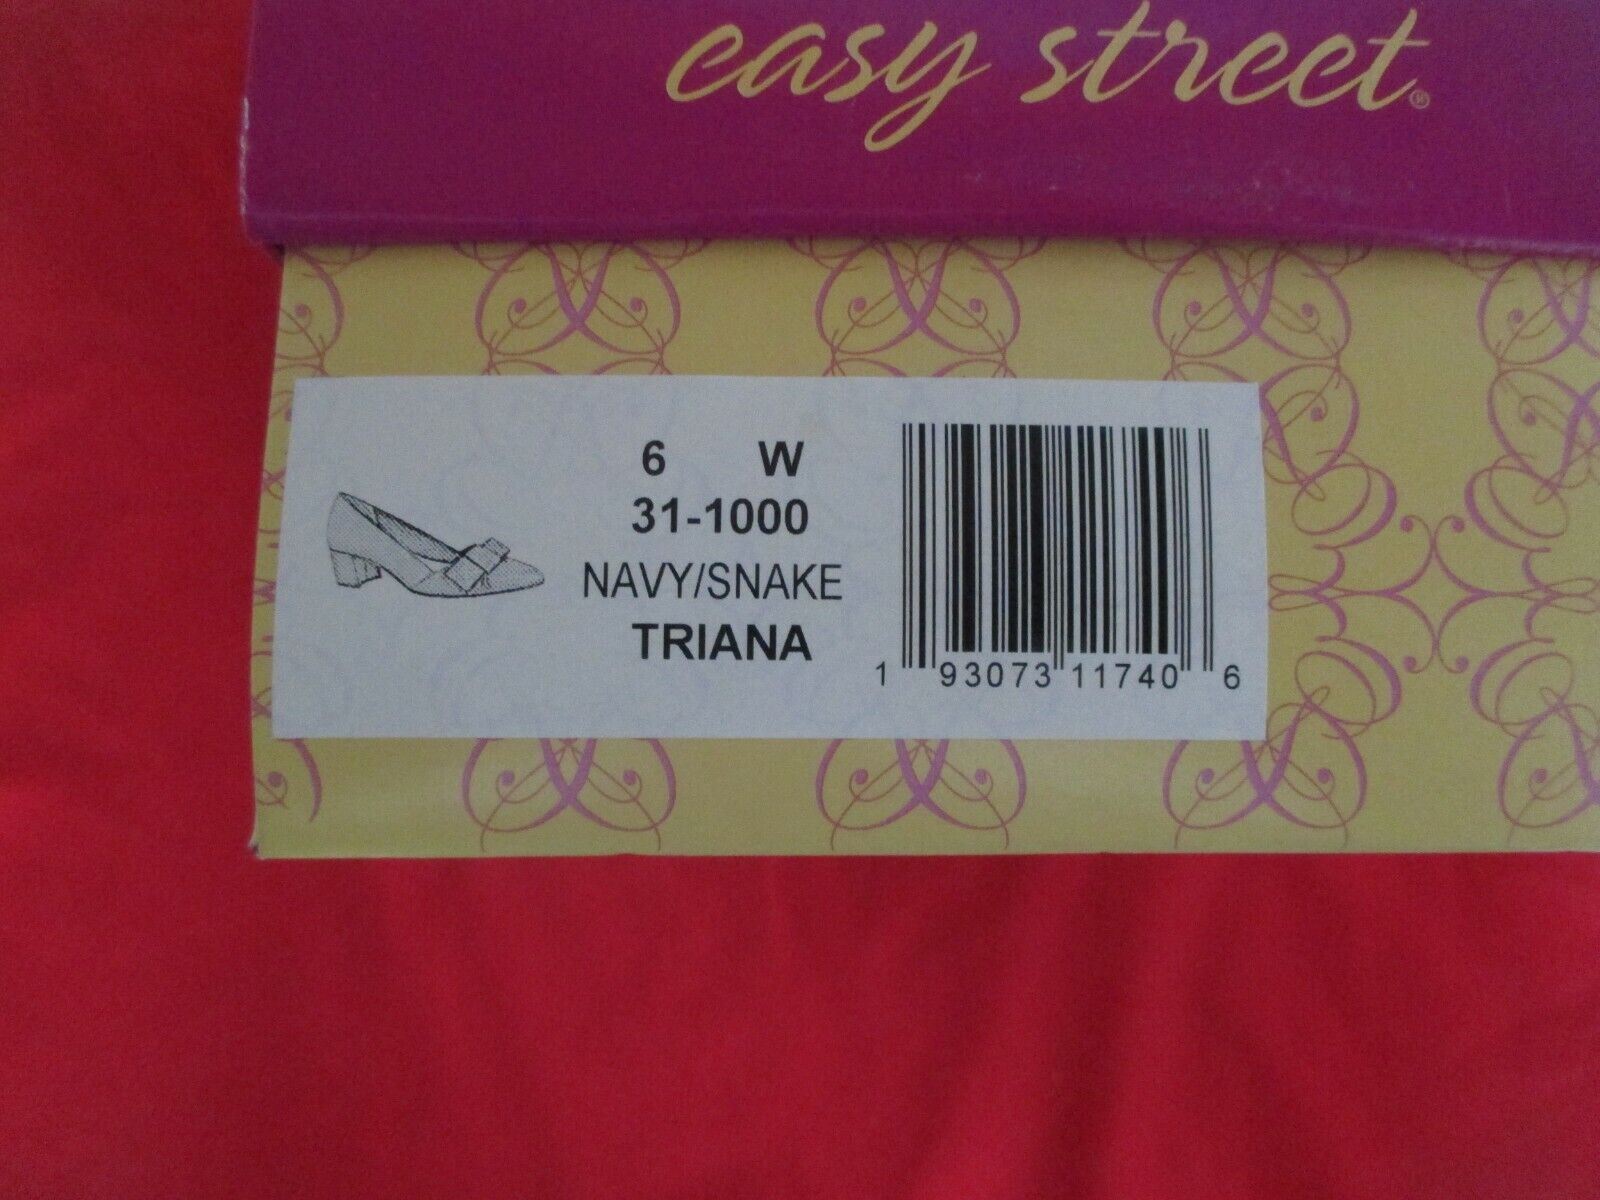 easy street®
6 W
31-1000
NAVY/SNAKE
TRIANA
1 93073 11740 6